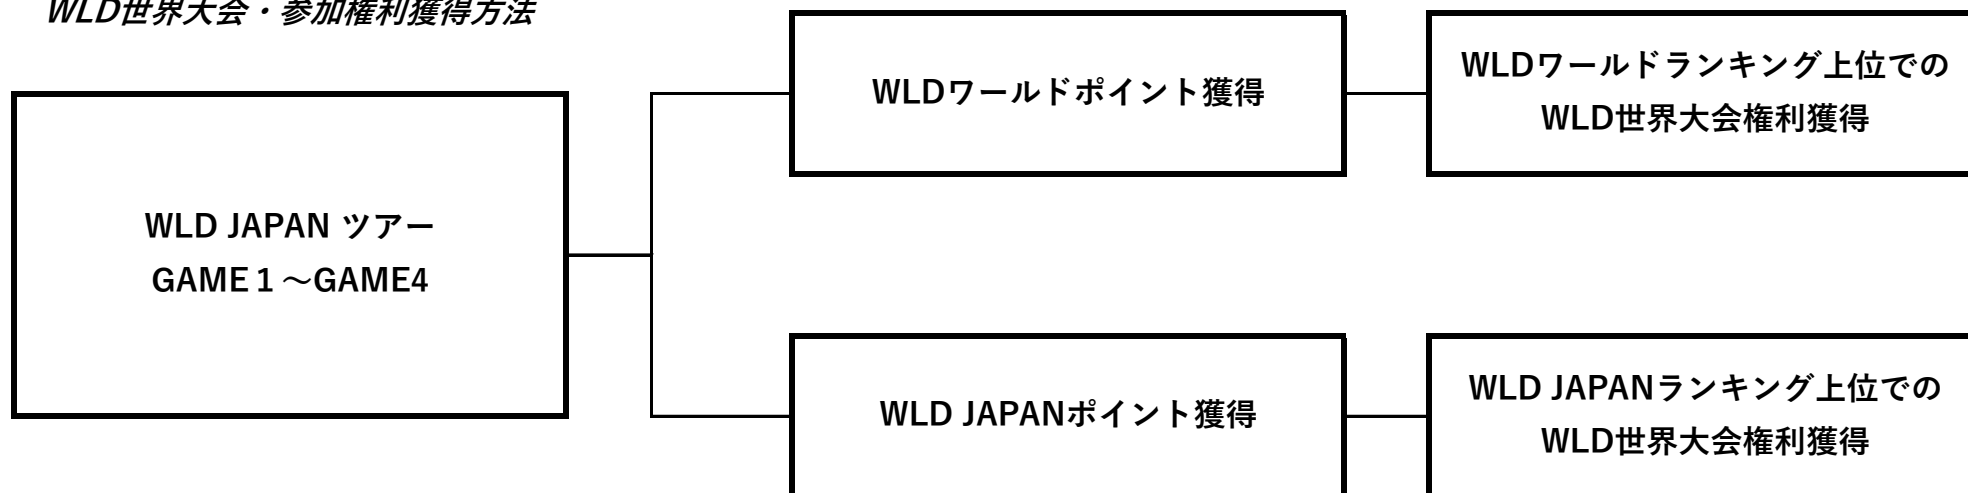 WLD世界大会・参加権利獲得方法
WLD JAPAN ツアー
GAME１～GAME4
WLDワールドポイント獲得
WLDワールドランキング上位での
WLD世界大会権利獲得
WLD JAPANポイント獲得
WLD JAPANランキング上位での
WLD世界大会権利獲得